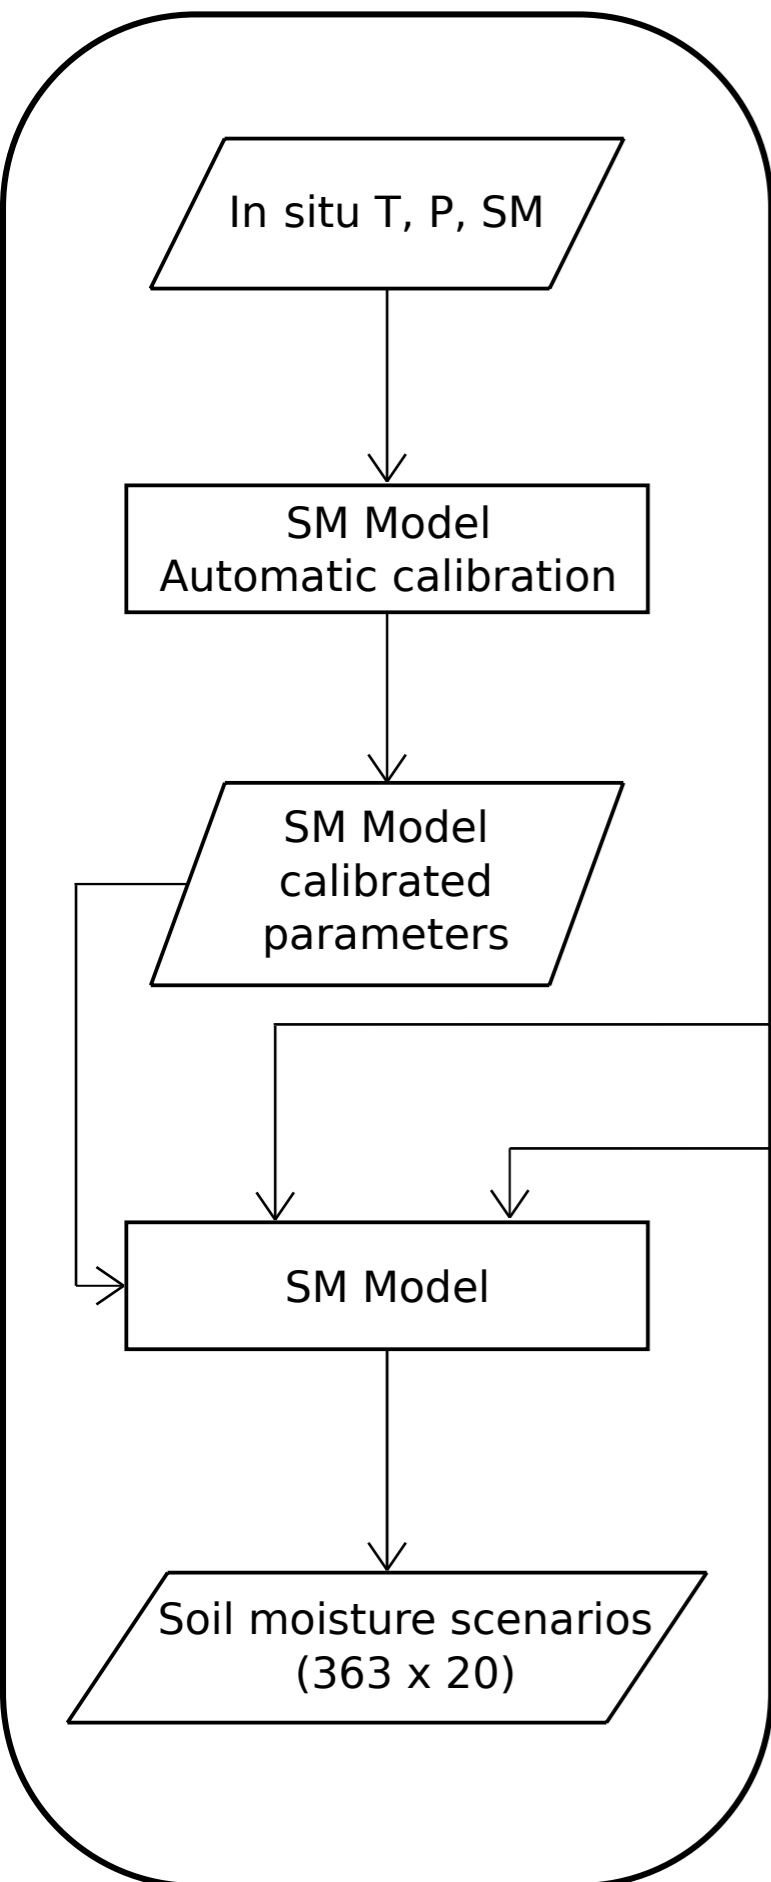 In situ T, P, SM
SM Model
Automatic calibration
SM Model
calibrated
parameters
SM Model
Soil moisture scenarios
(363 x 20)